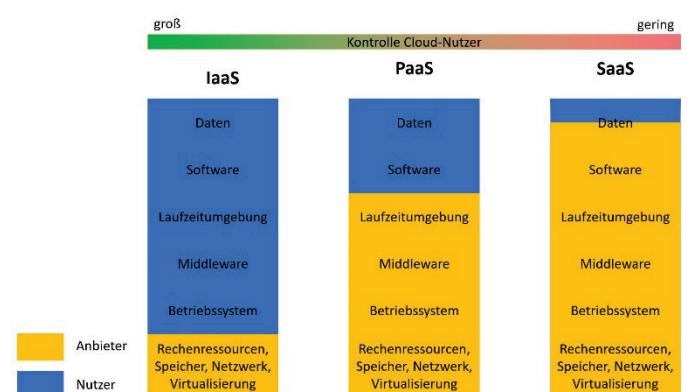 groß
gering
Kontrolle Cloud-Nutzer
IaaS
PaaS
SaaS
Daten
Daten
Daten
Software
Software
Software
Laufzeitumgebung
Laufzeitumgebung
Laufzeitumgebung
Middleware
Middleware
Middleware
Betriebssystem
Betriebssystem
Betriebssystem
Rechenressourcen,
Speicher, Netzwerk,
Virtualisierung
Rechenressourcen,
Speicher, Netzwerk,
Virtualisierung
Rechenressourcen,
Speicher, Netzwerk,
Virtualisierung
Anbieter
Nutzer